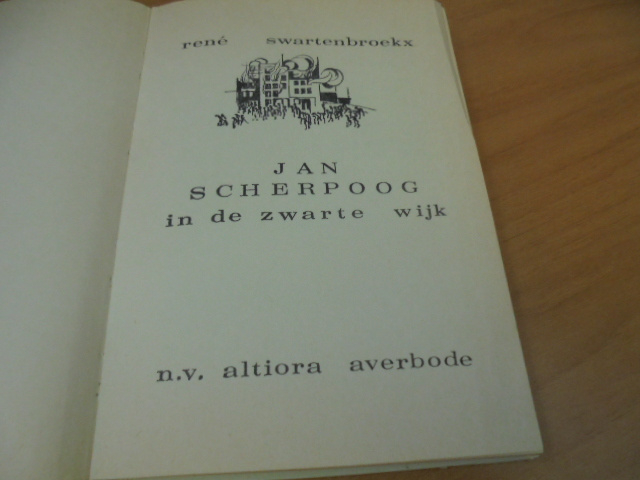 rené swartenbroekx
JAN
SCHERPOOG
in de zwarte wijk
n.v. altiora averbode